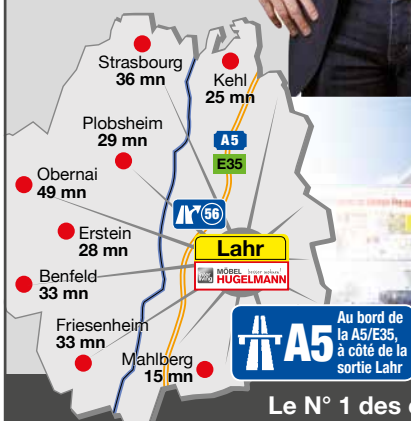 Strasbourg
36 mn
Kehl
25 mn
Plobsheim
29 mn
A5
E35
Obernai
49 mn
56
Erstein
28 mn
Lahr
MÖBEL besser wohnen!
HUGELMANN
Benfeld
33 mn
Friesenheim
33 mn
Mahlberg
15 mn
A5
Au bord de
la A5/E35,
à côté de la
sortie Lahr
Le N° 1 des